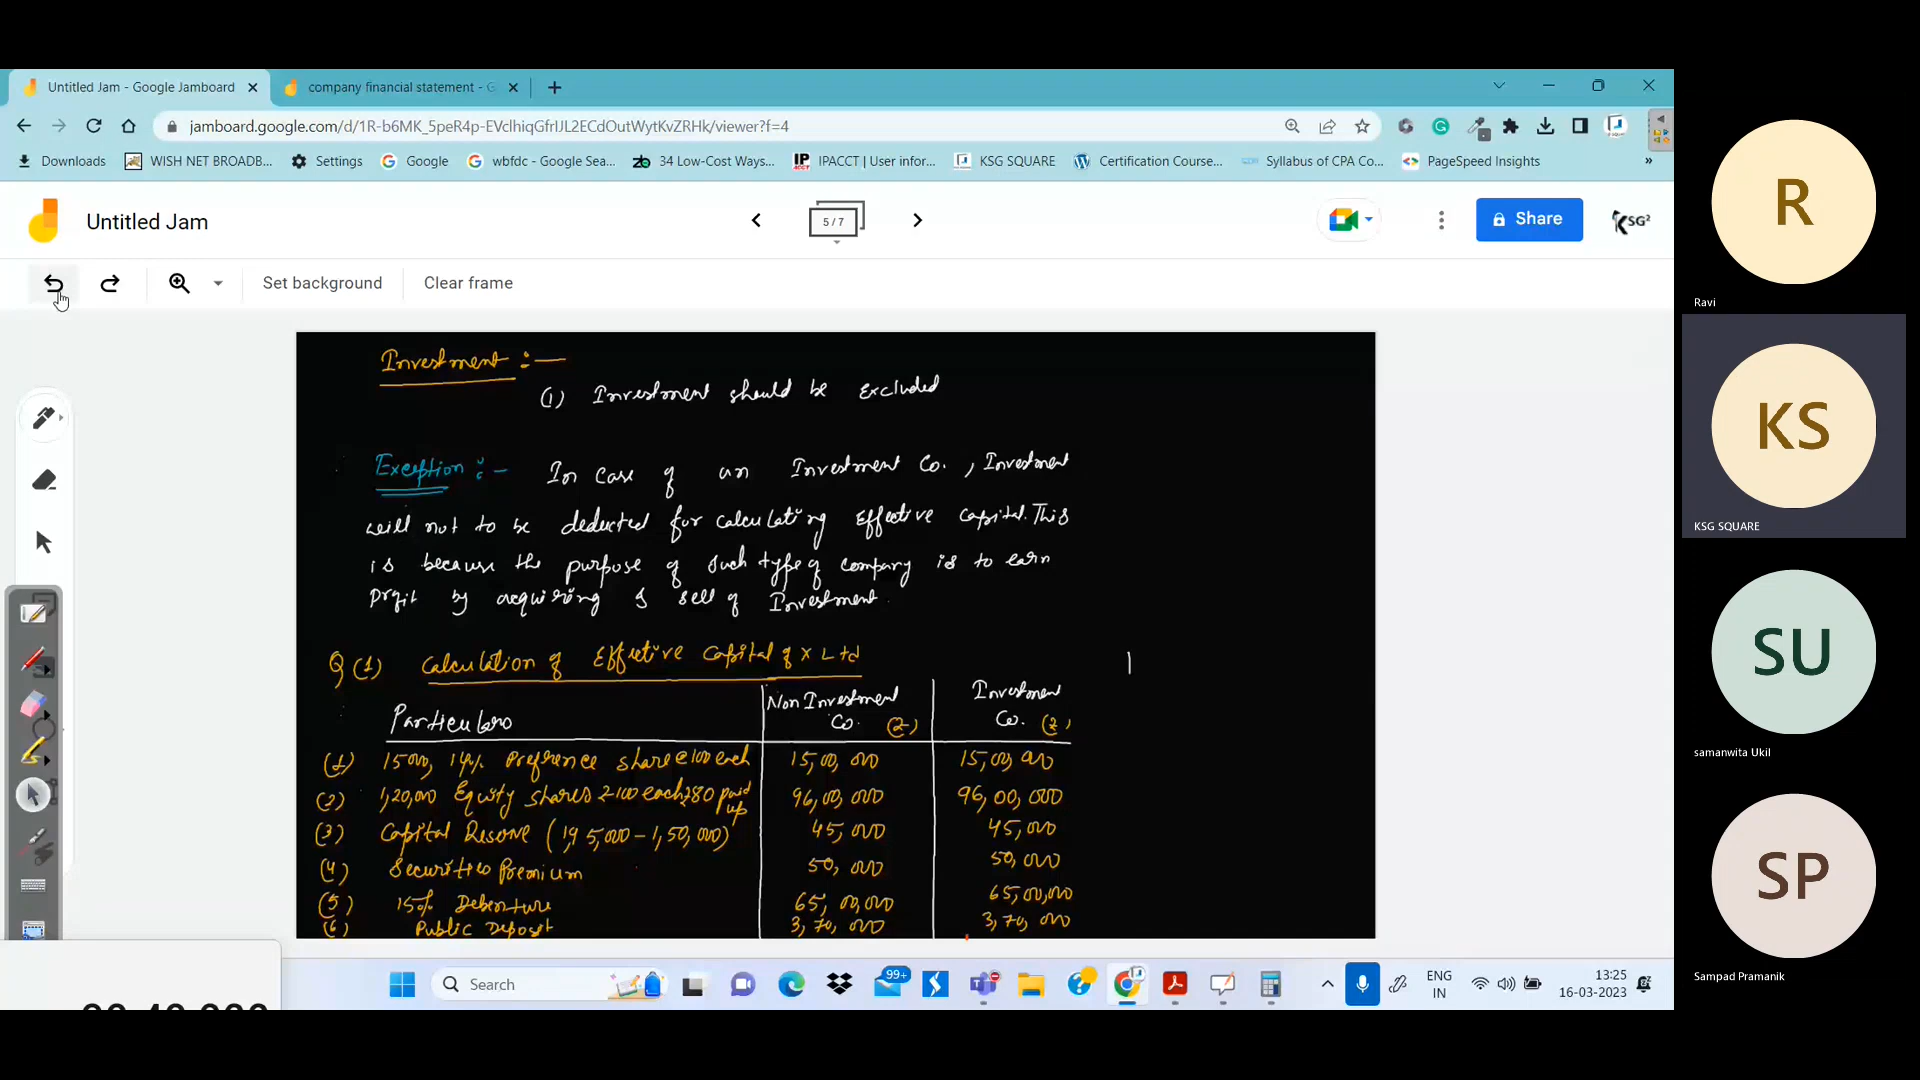 Untitled Jam - Google Jamboard
company financial statement - G
jamboard.google.com/d/1R-b6MK_5peR4p-EVclhiqGfrIJL2ECdOutWytKvZRHk/viewer?f=4
Downloads WISH NET BROADB... Settings Google wbfdc - Google Sea... 34 Low-Cost Ways... IPACCT | User infor... KSG SQUARE Certification Course... Syllabus of CPA Co... PageSpeed Insights »
Untitled Jam
5 / 7
Share
KSG²
Set background
Clear frame
Investment :—
(1) Investment should be excluded
Exception :- In case of an Investment Co. , Investment
will not to be deducted for calculating Effective capital. This
is because the purpose of such type of company is to earn
profit by acquiring & sell of Investment
Q (1) Calculation of Effective Capital of X Ltd
Particulars Non Investment Co. (₹) Investment Co. (₹)
(1) 15000, 14% Preference share @ 100 each 15,00,000 15,00,000
(2) 1,20,000 Equity shares ₹100 each, ₹80 paid up 96,00,000 96,00,000
(3) Capital Reserve (1,95,000 - 1,50,000) 45,000 45,000
(4) Securities Premium 50,000 50,000
(5) 15% Debenture 65,00,000 65,00,000
(6) Public Deposit 3,70,000 3,70,000
Search
99+
ENG
IN
13:25
16-03-2023
R
Ravi
KS
KSG SQUARE
SU
samanwita Ukil
SP
Sampad Pramanik